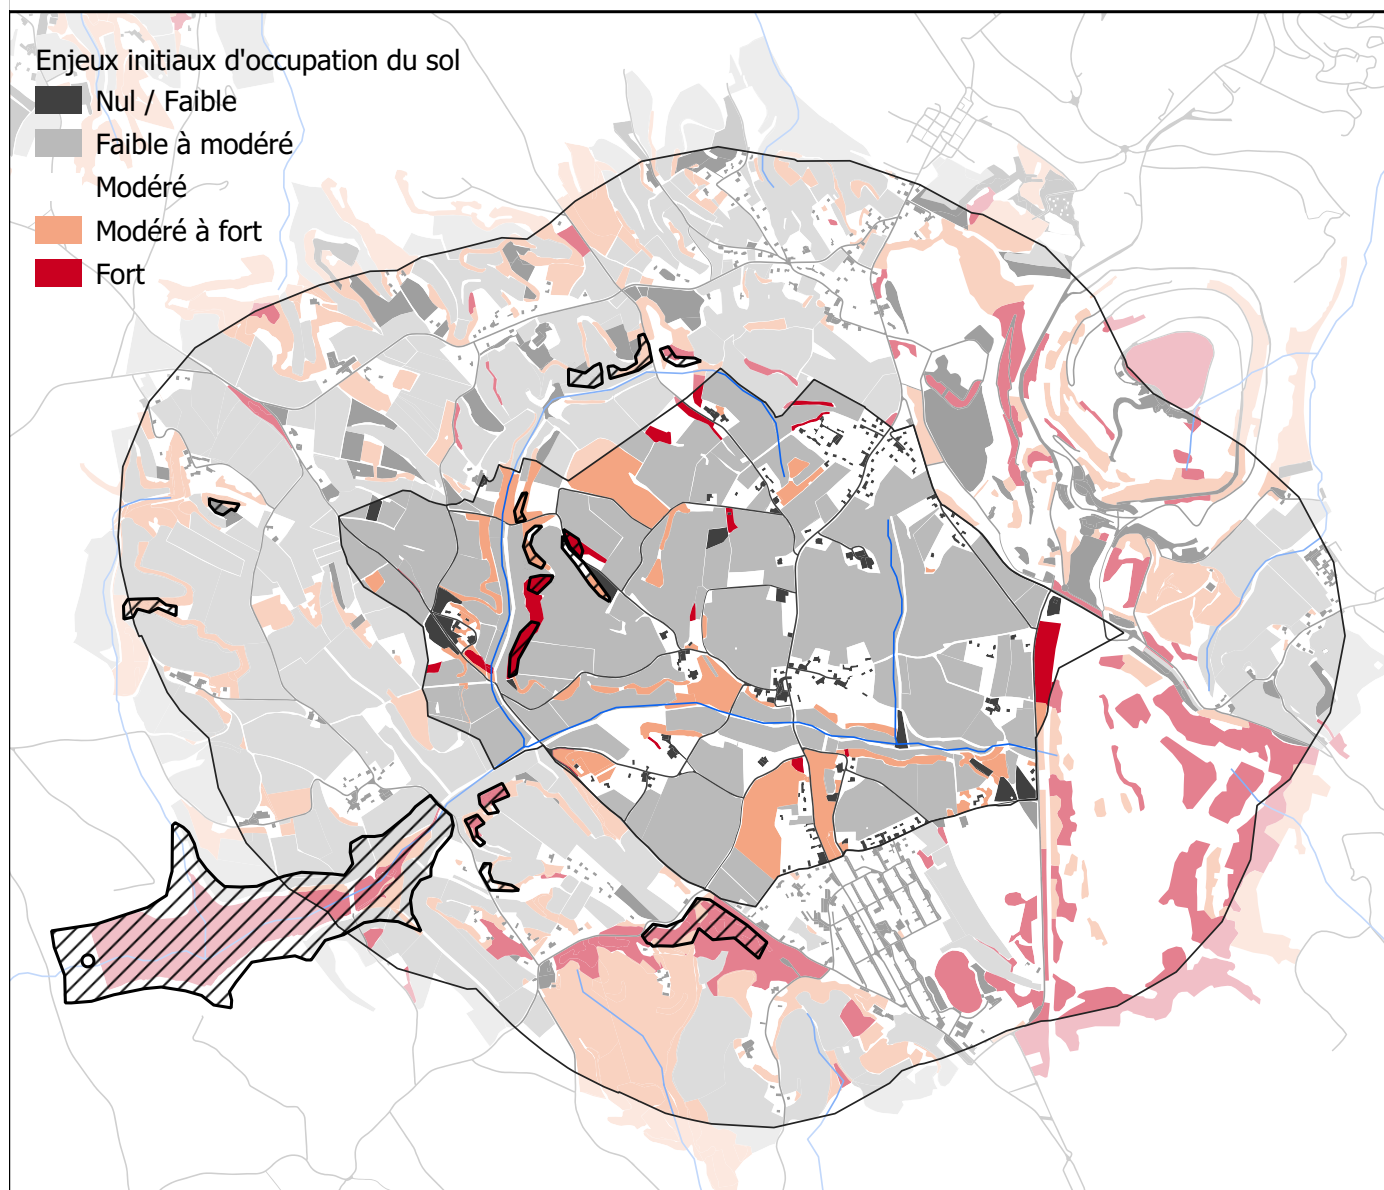 Enjeux initiaux d'occupation du sol
Nul / Faible
Faible à modéré
Modéré
Modéré à fort
Fort